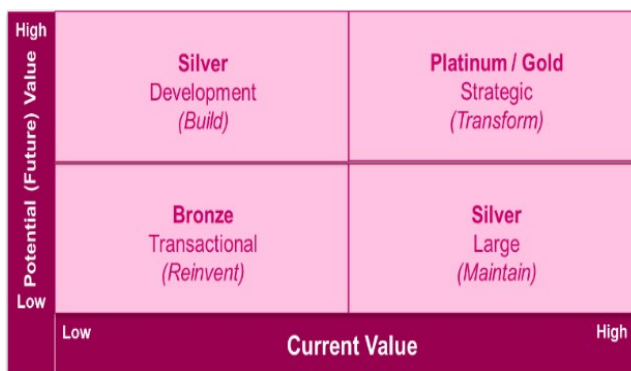 High
Potential (Future) Value
Low
Silver
Development
(Build)
Platinum / Gold
Strategic
(Transform)
Bronze
Transactional
(Reinvent)
Silver
Large
(Maintain)
Low
Current Value
High